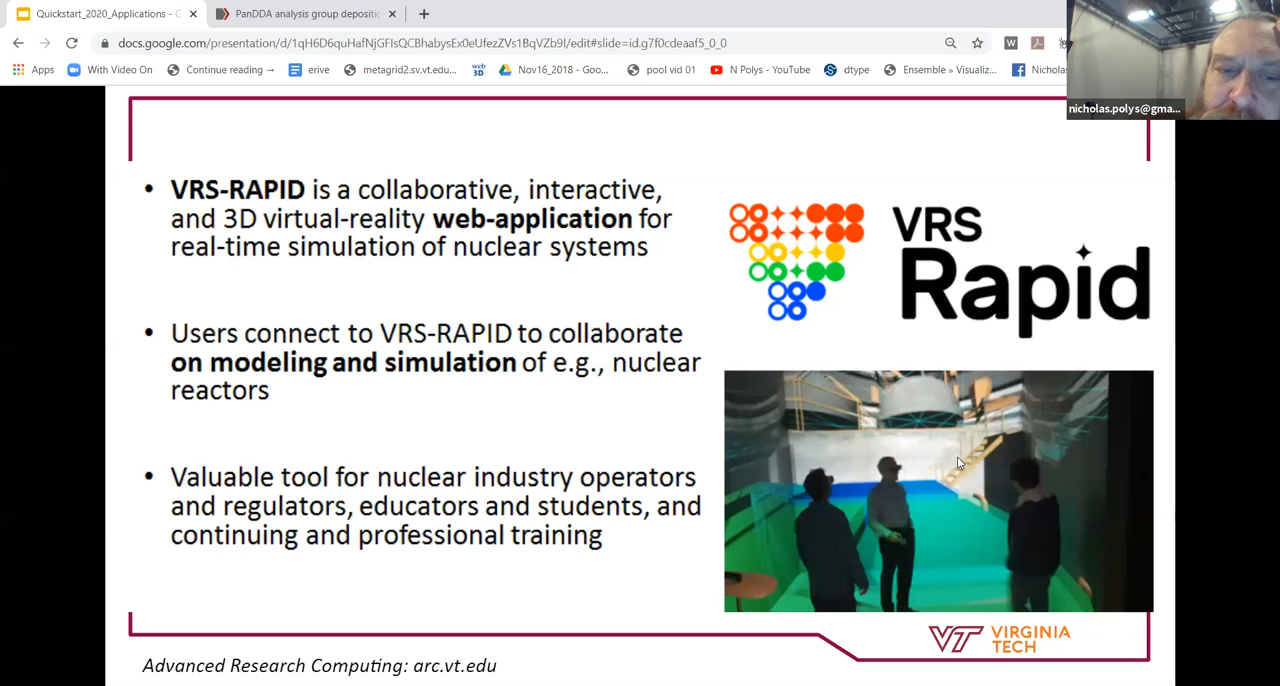 Quickstart_2020_Applications - G
PanDDA analysis group depositio
docs.google.com/presentation/d/1qH6D6quHafNjGFIsQCBhabysEx0eUfezZVs1BqVZb9I/edit#slide=id.g7f0cdeaaf5_0_0
Apps
With Video On
Continue reading →
erive
metagrid2.sv.vt.edu...
web 3D
Nov16_2018 - Goo...
pool vid 01
N Polys - YouTube
dtype
Ensemble » Visualiz...
Nicholas
nicholas.polys@gma...
• VRS-RAPID is a collaborative, interactive,
and 3D virtual-reality web-application for
real-time simulation of nuclear systems
• Users connect to VRS-RAPID to collaborate
on modeling and simulation of e.g., nuclear
reactors
• Valuable tool for nuclear industry operators
and regulators, educators and students, and
continuing and professional training
VRS
Rapid
VT VIRGINIA
TECH
Advanced Research Computing: arc.vt.edu